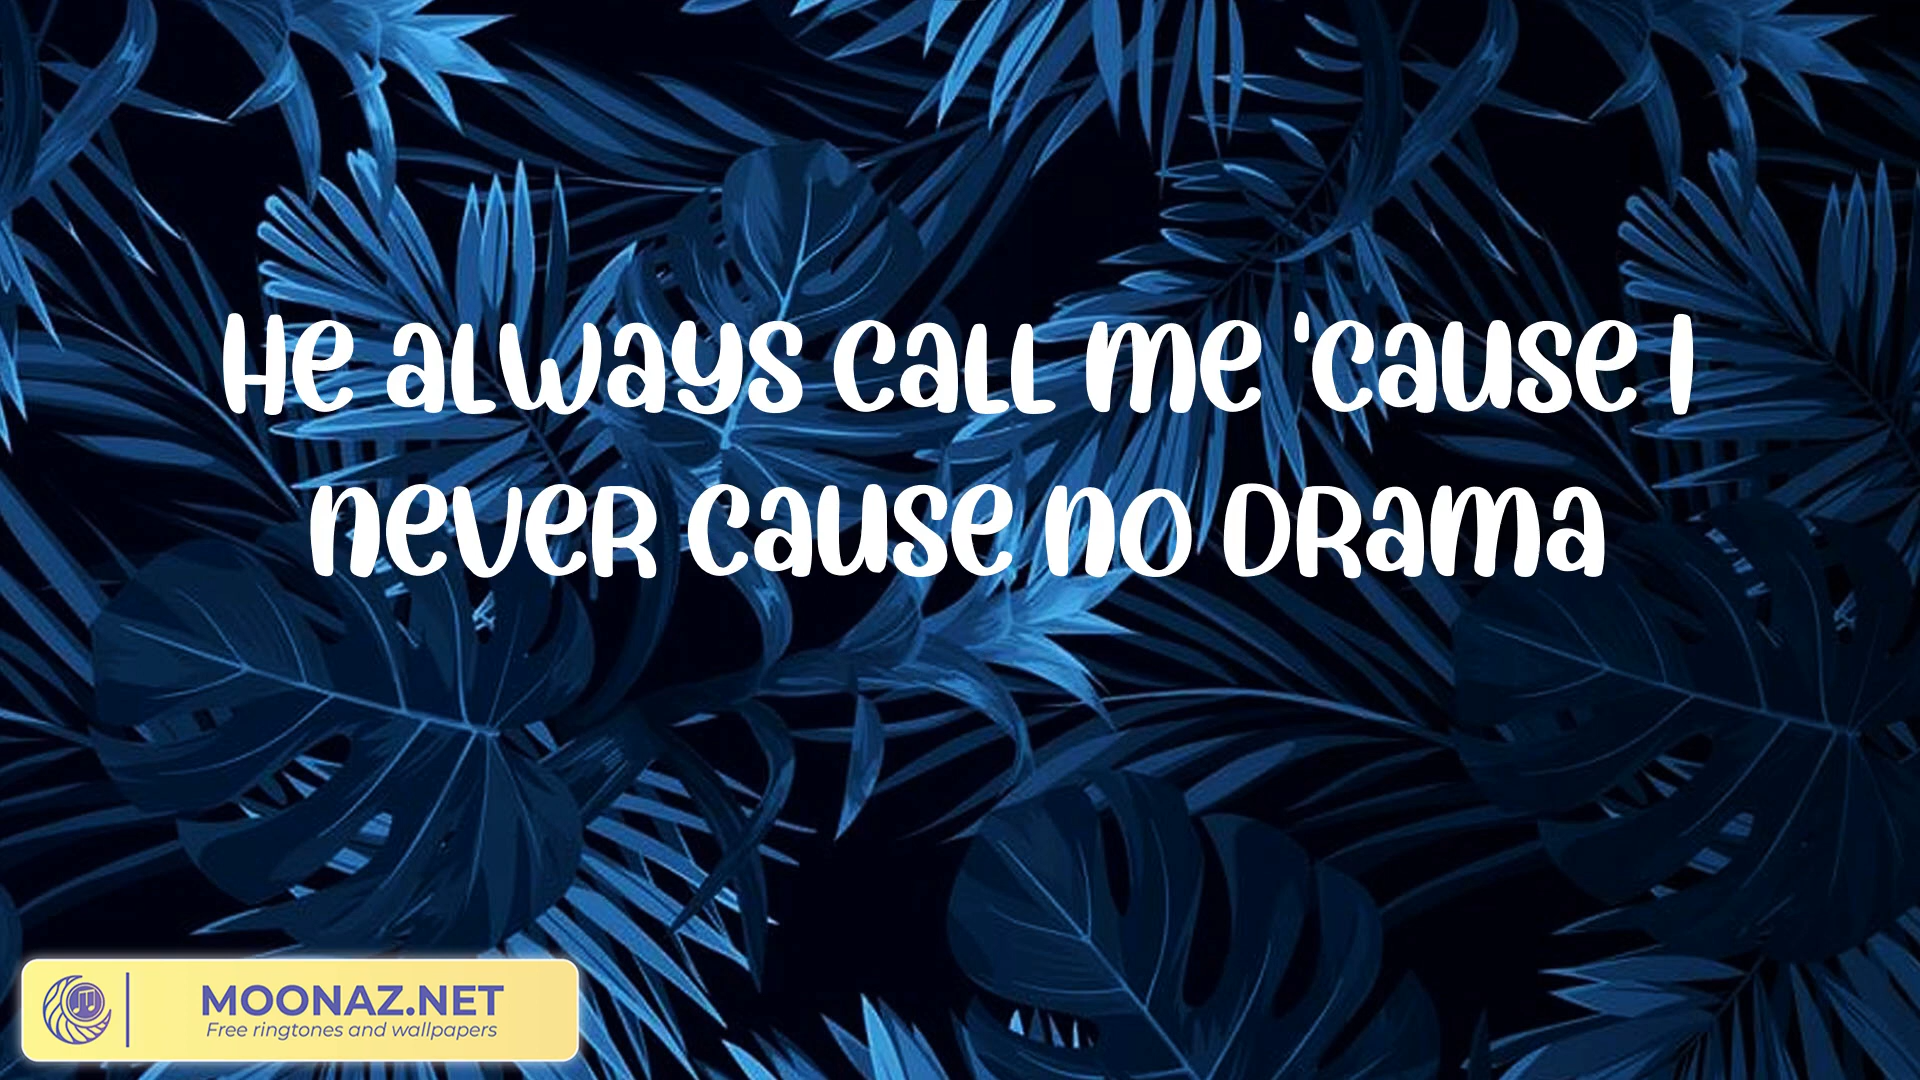 He always call me 'cause I
never cause no drama
MOONAZ.NET
Free ringtones and wallpapers